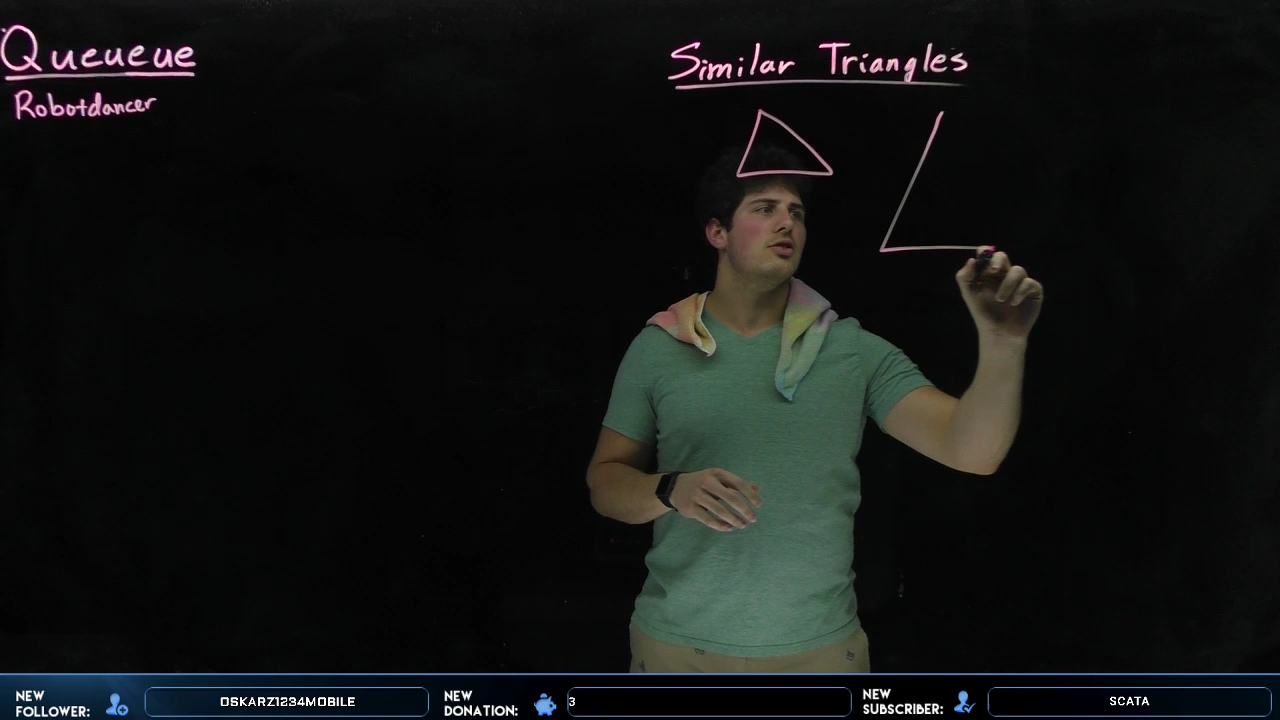 Queueue
Robotdancer
Similar Triangles
NEW FOLLOWER:
OSKARZ1234MOBILE
NEW DONATION:
3
NEW SUBSCRIBER:
SCATA